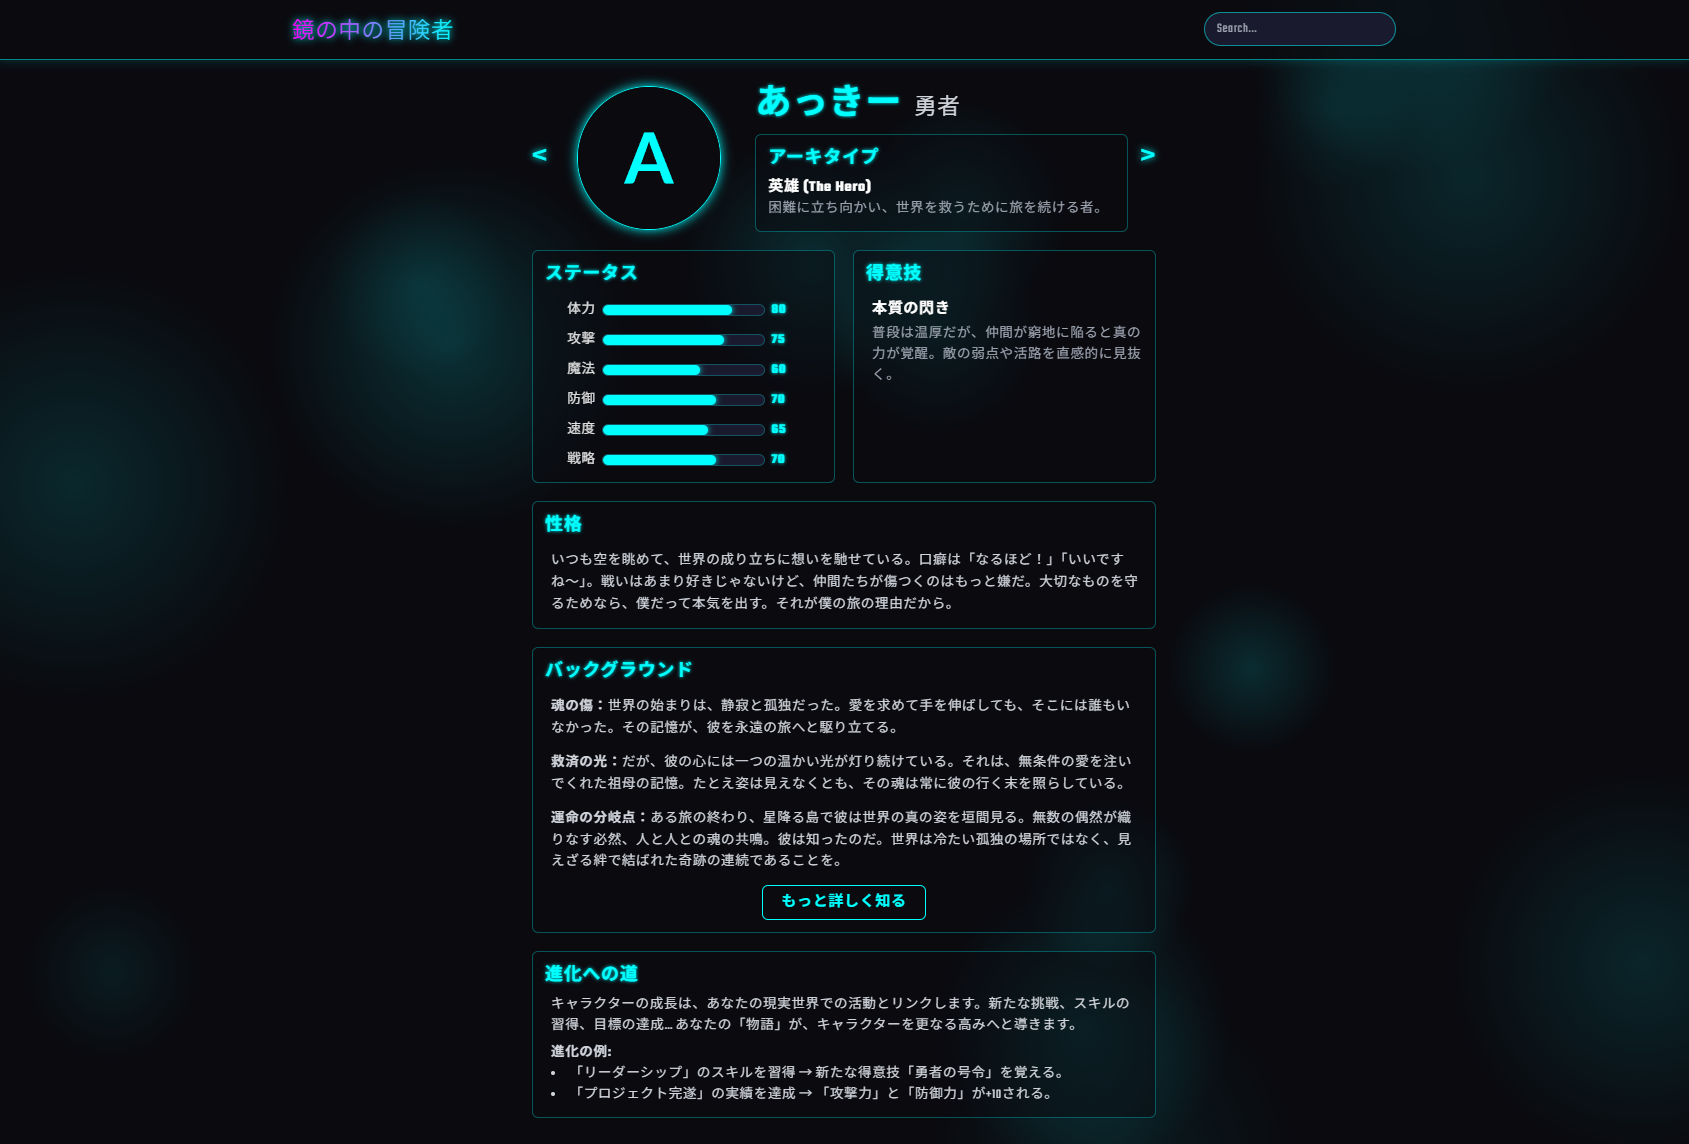 鏡の中の冒険者
Search...
<
A
あっきー 勇者
アーキタイプ
英雄 (The Hero)
困難に立ち向かい、世界を救うために旅を続ける者。
>
ステータス
体力 80
攻撃 75
魔法 60
防御 70
速度 65
戦略 70
得意技
本質の閃き
普段は温厚だが、仲間が窮地に陥ると真の
力が覚醒。敵の弱点や活路を直感的に見抜
く。
性格
いつも空を眺めて、世界の成り立ちに想いを馳せている。口癖は「なるほど！」「いいです
ね〜」。戦いはあまり好きじゃないけど、仲間たちが傷つくのはもっと嫌だ。大切なものを守
るためなら、僕だって本気を出す。それが僕の旅の理由だから。
バックグラウンド
魂の傷：世界の始まりは、静寂と孤独だった。愛を求めて手を伸ばしても、そこには誰もい
なかった。その記憶が、彼を永遠の旅へと駆り立てる。
救済の光：だが、彼の心には一つの温かい光が灯り続けている。それは、無条件の愛を注い
でくれた祖母の記憶。たとえ姿は見えなくとも、その魂は常に彼の行く末を照らしている。
運命の分岐点：ある旅の終わり、星降る島で彼は世界の真の姿を垣間見る。無数の偶然が織
りなす必然、人と人との魂の共鳴。彼は知ったのだ。世界は冷たい孤独の場所ではなく、見
えざる絆で結ばれた奇跡の連続であることを。
もっと詳しく知る
進化への道
キャラクターの成長は、あなたの現実世界での活動とリンクします。新たな挑戦、スキルの
習得、目標の達成... あなたの「物語」が、キャラクターを更なる高みへと導きます。
進化の例:
• 「リーダーシップ」のスキルを習得 → 新たな得意技「勇者の号令」を覚える。
• 「プロジェクト完遂」の実績を達成 → 「攻撃力」と「防御力」が+10される。